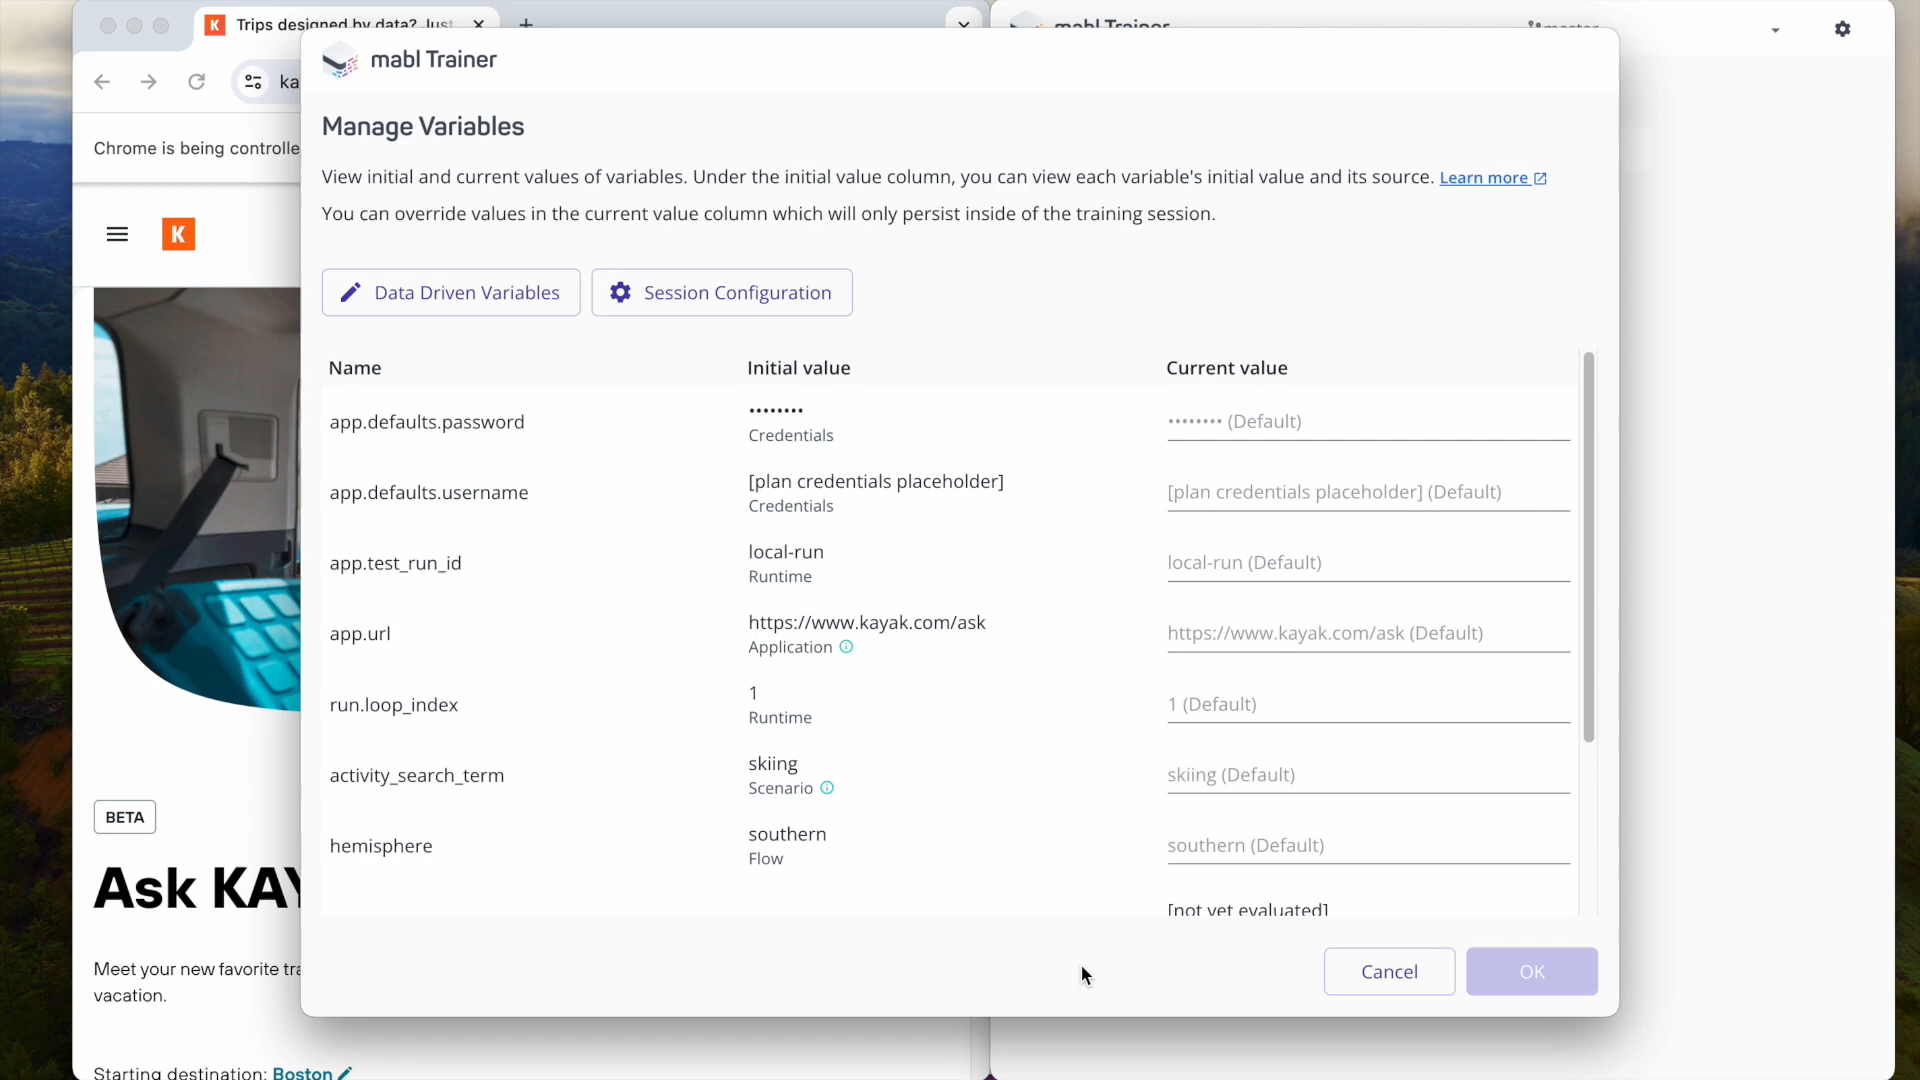 Trips designed by data? Just
mabl Trainer
master
ka
mabl Trainer
Manage Variables
Chrome is being controlle
View initial and current values of variables. Under the initial value column, you can view each variable's initial value and its source. Learn more
You can override values in the current value column which will only persist inside of the training session.
K
Data Driven Variables
Session Configuration
Name Initial value Current value
app.defaults.password •••••••• Credentials •••••••• (Default)
app.defaults.username [plan credentials placeholder] Credentials [plan credentials placeholder] (Default)
app.test_run_id local-run Runtime local-run (Default)
app.url https://www.kayak.com/ask Application https://www.kayak.com/ask (Default)
run.loop_index 1 Runtime 1 (Default)
activity_search_term skiing Scenario skiing (Default)
hemisphere southern Flow southern (Default)
[not yet evaluated]
BETA
Ask KAY
Meet your new favorite tra
vacation.
Cancel
OK
Starting destination: Boston